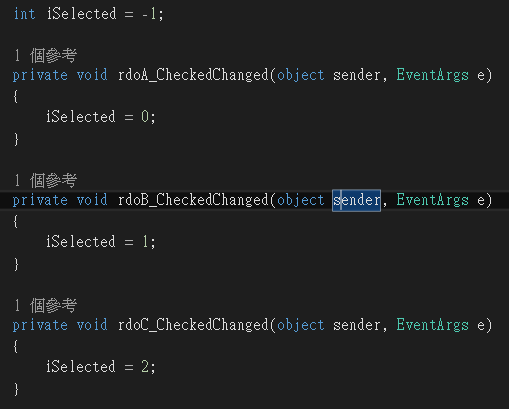 int iSelected = -1;
1 個參考
private void rdoA_CheckedChanged(object sender, EventArgs e)
{
iSelected = 0;
}
1 個參考
private void rdoB_CheckedChanged(object sender, EventArgs e)
{
iSelected = 1;
}
1 個參考
private void rdoC_CheckedChanged(object sender, EventArgs e)
{
iSelected = 2;
}